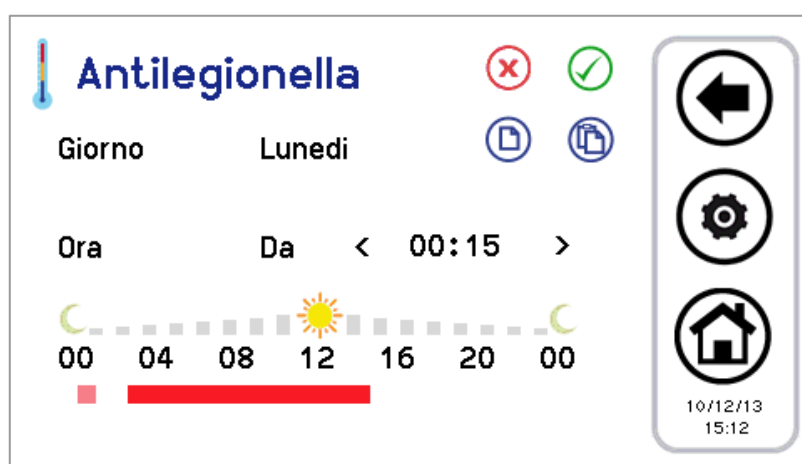 Antilegionella
Giorno Lunedi
Ora Da < 00:15 >
00 04 08 12 16 20 00
10/12/13
15:12